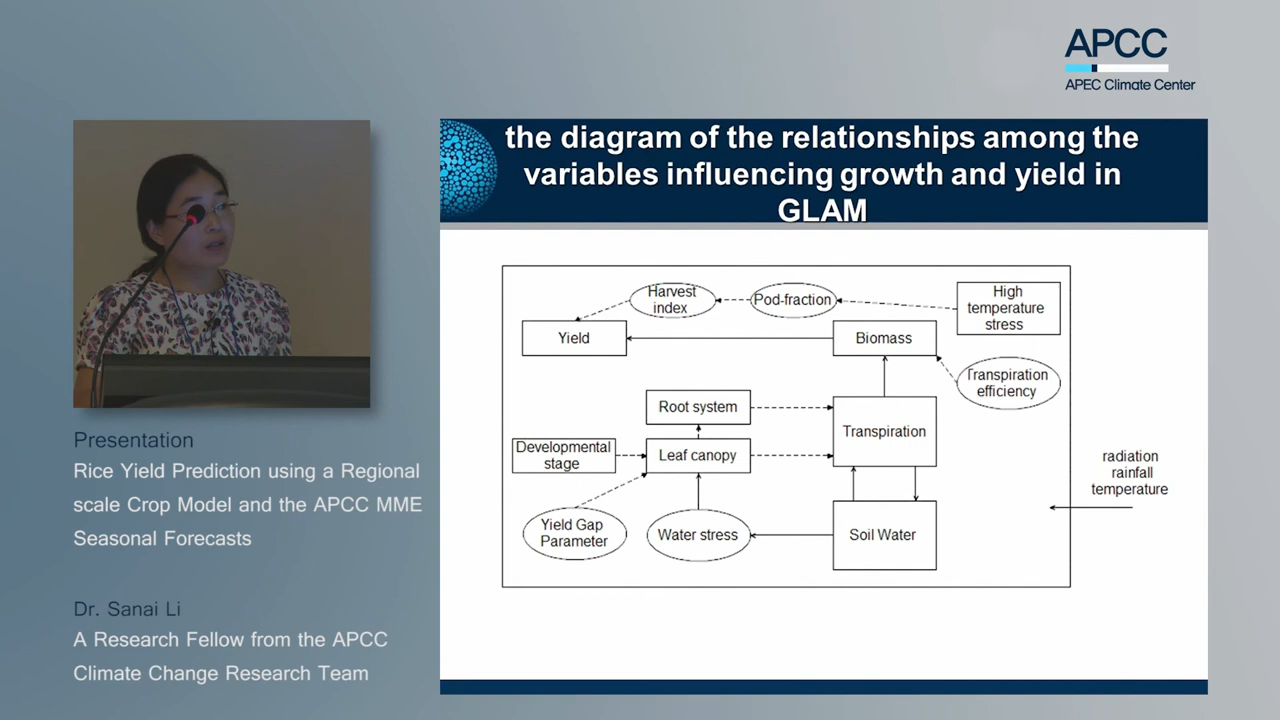 APCC
APEC Climate Center
the diagram of the relationships among the
variables influencing growth and yield in
GLAM
Harvest
index
Pod-fraction
High
temperature
stress
Yield
Biomass
Transpiration
efficiency
Root system
Transpiration
Developmental
stage
Leaf canopy
radiation
rainfall
temperature
Yield Gap
Parameter
Water stress
Soil Water
Presentation
Rice Yield Prediction using a Regional
scale Crop Model and the APCC MME
Seasonal Forecasts
Dr. Sanai Li
A Research Fellow from the APCC
Climate Change Research Team